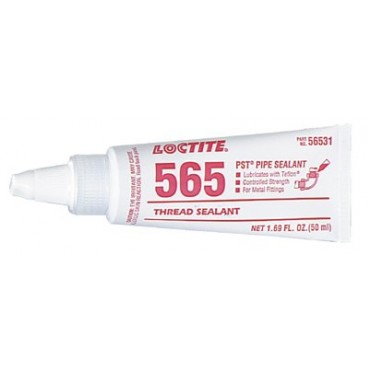 LOCTITE®
565
THREAD SEALANT
PST® PIPE SEALANT
• Lubricates with Teflon®
• Controlled Strength
• For Metal Fittings
NET 1.69 FL. OZ. (50 ml)
PART NO. 56531